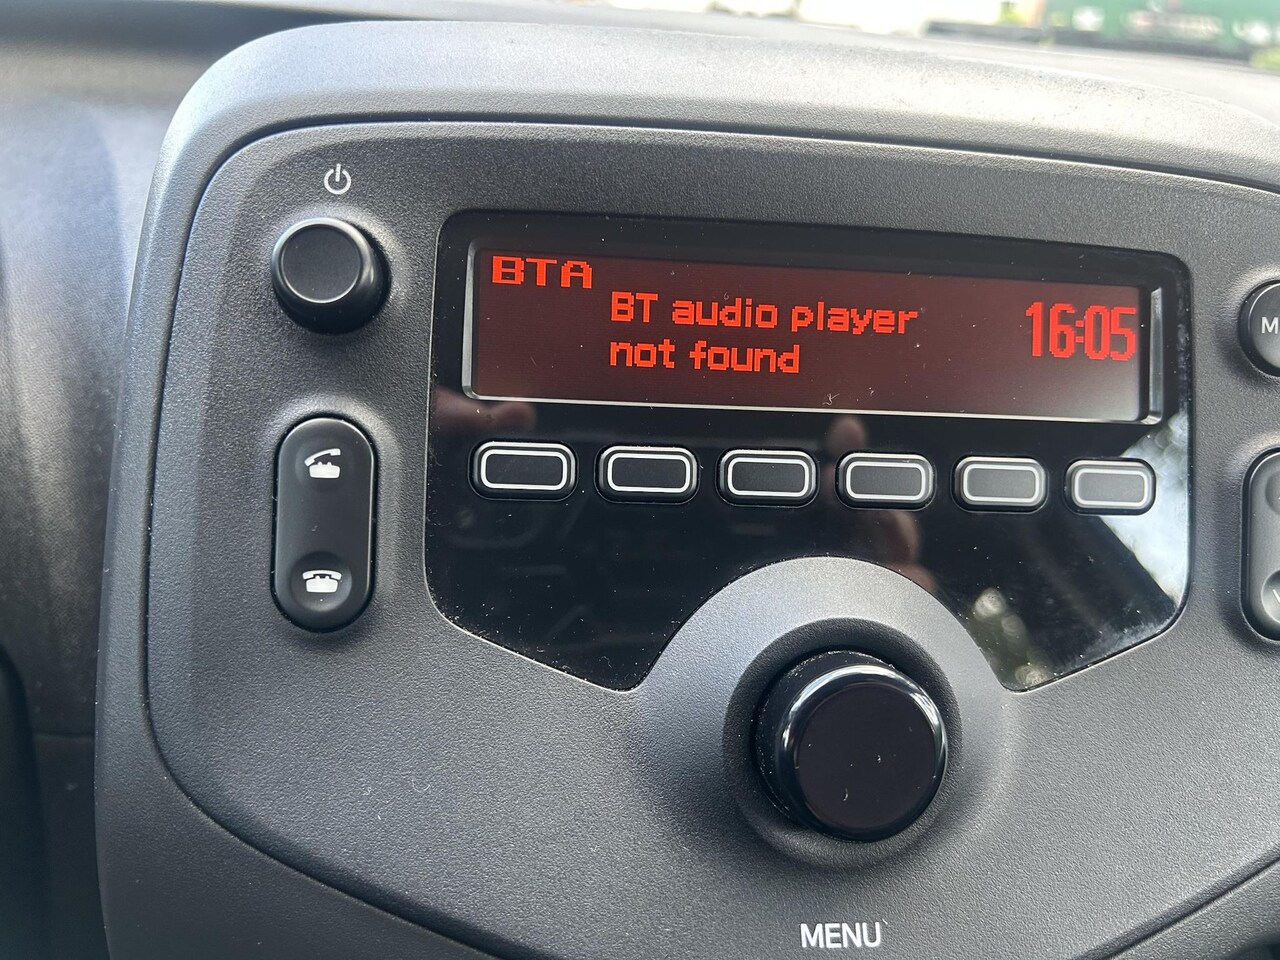 BTA
BT audio player
not found
16:05
M
MENU